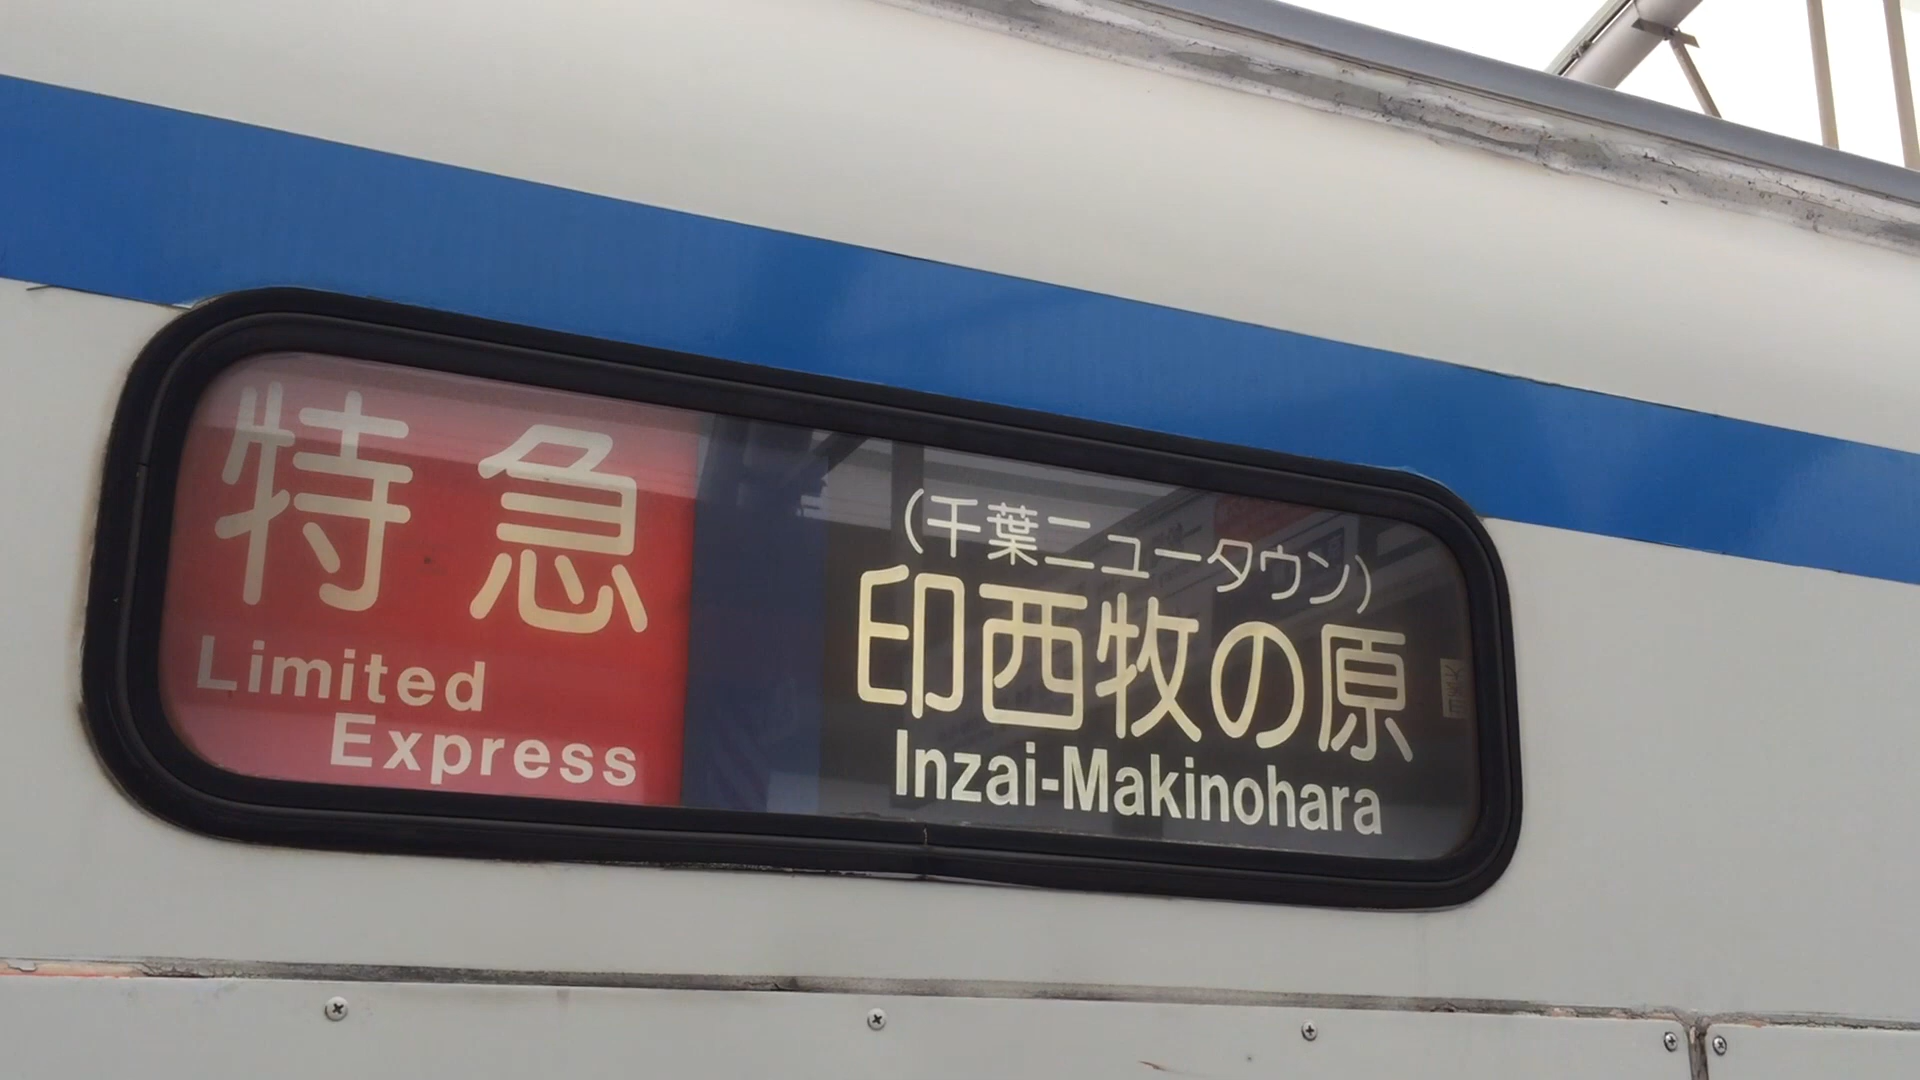 特急
Limited
Express
(千葉ニュータウン)
印西牧の原
Inzai-Makinohara